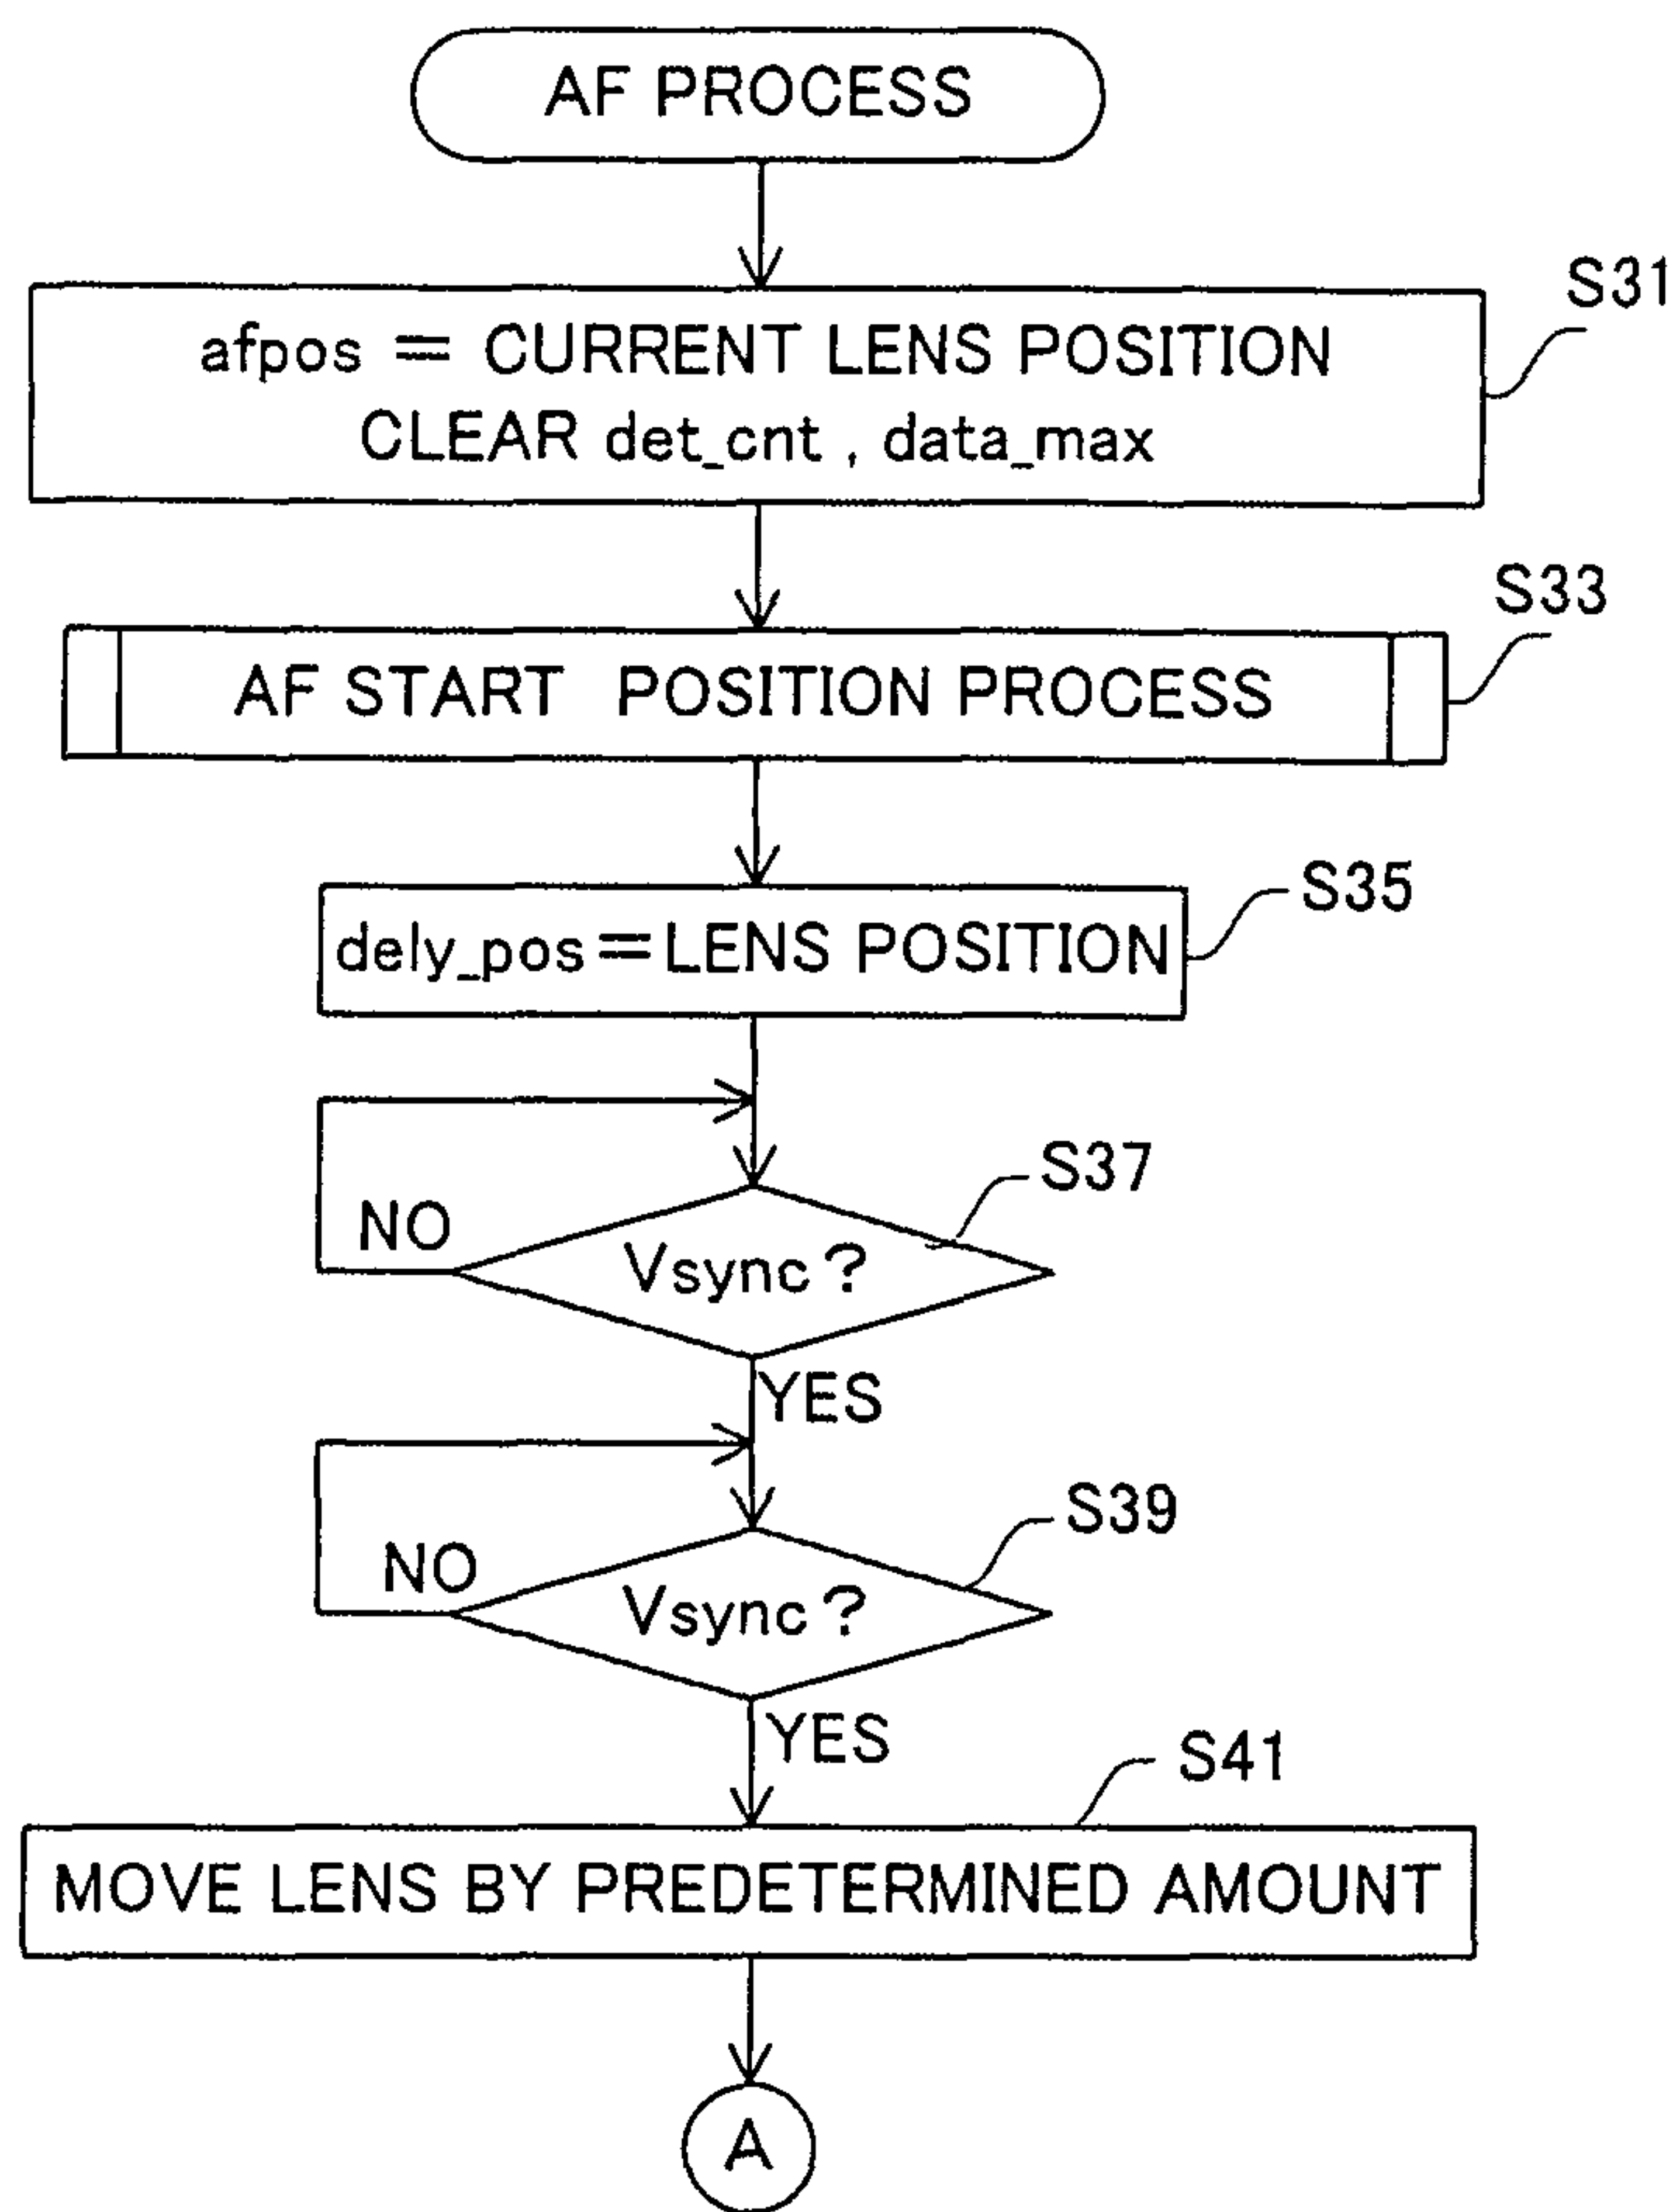 AF PROCESS
S31
afpos = CURRENT LENS POSITION
CLEAR det_cnt , data_max
S33
AF START POSITION PROCESS
S35
dely_pos = LENS POSITION
S37
NO
Vsync ?
YES
S39
NO
Vsync ?
YES
S41
MOVE LENS BY PREDETERMINED AMOUNT
A